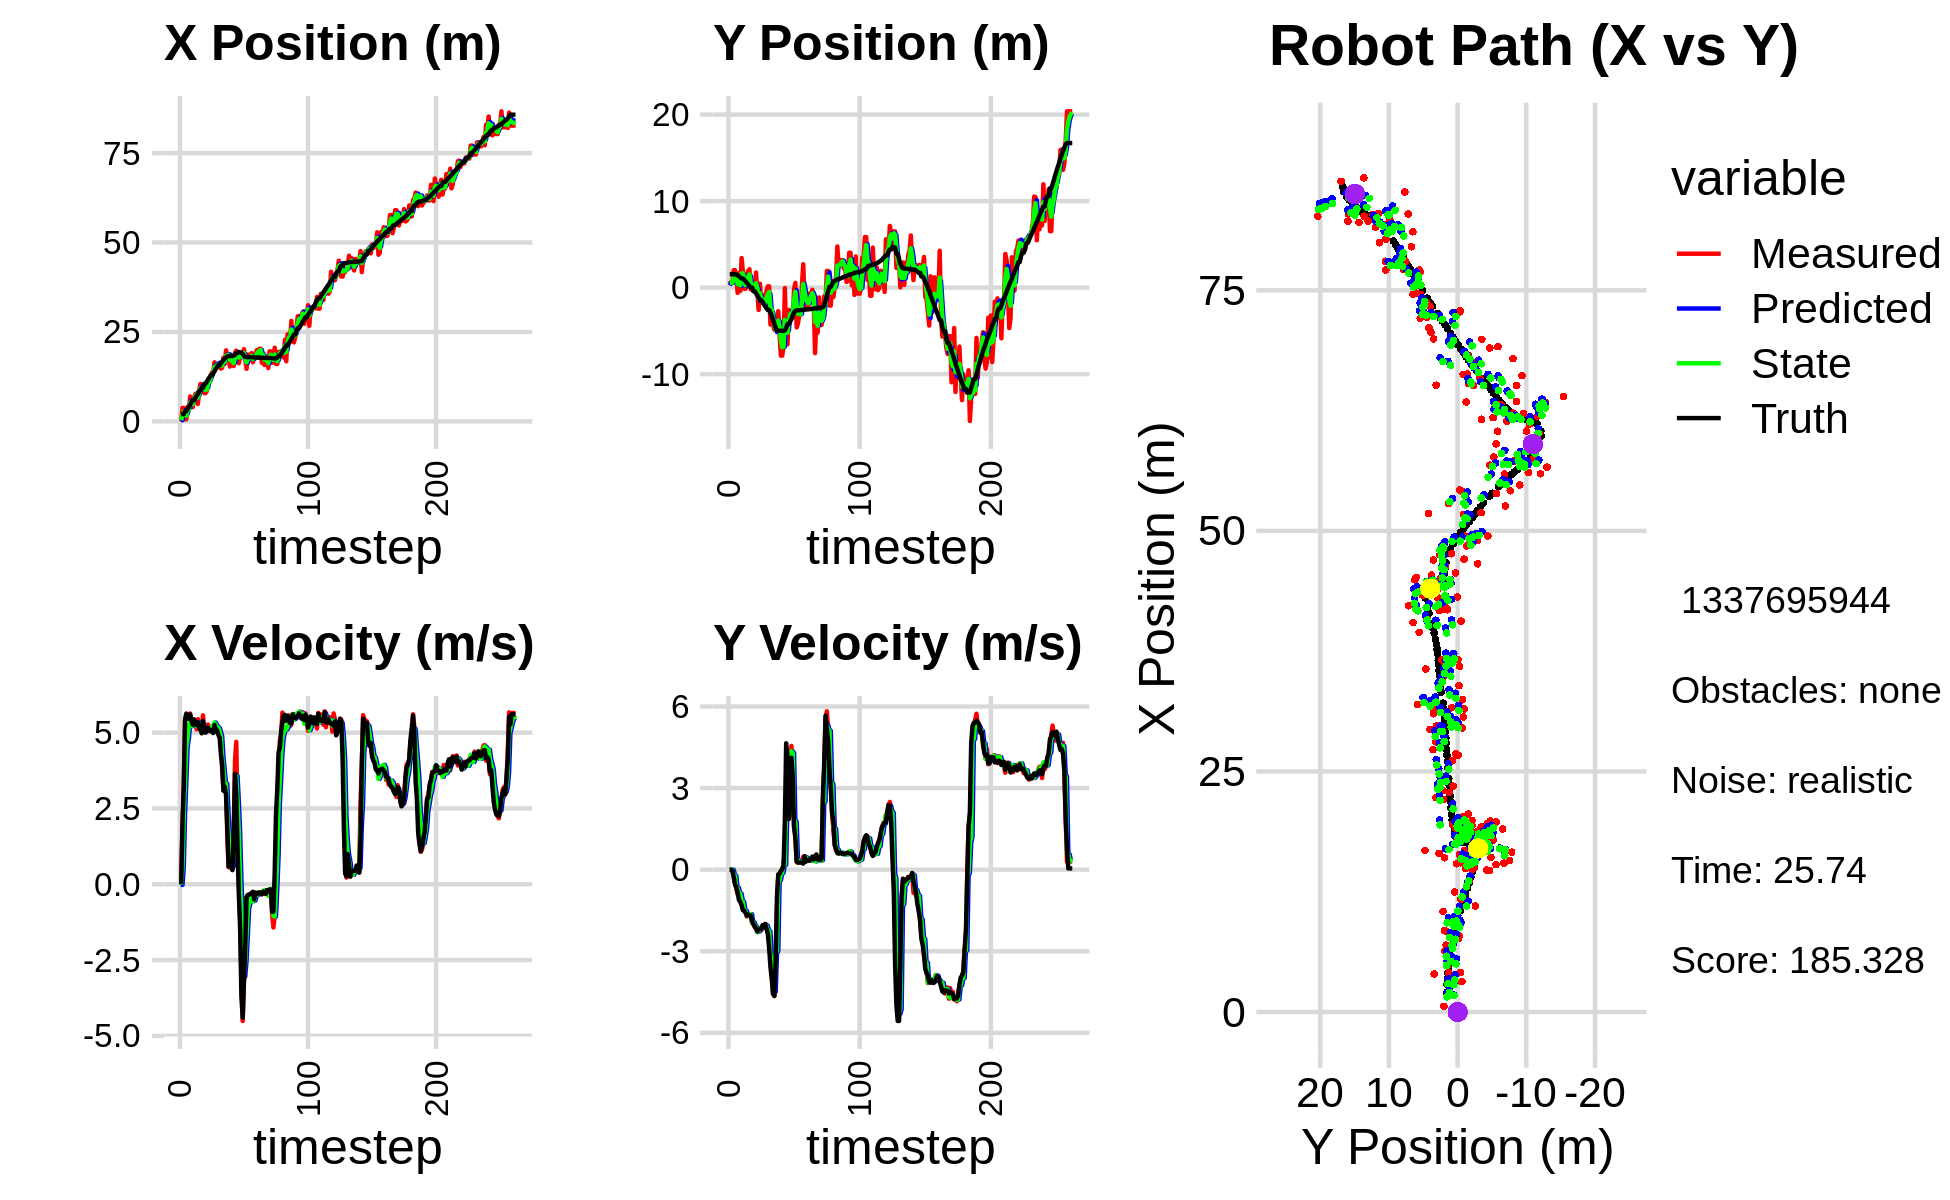 X Position (m)
75
50
25
0
0
100
200
timestep
Y Position (m)
20
10
0
-10
0
100
200
timestep
X Velocity (m/s)
5.0
2.5
0.0
-2.5
-5.0
0
100
200
timestep
Y Velocity (m/s)
6
3
0
-3
-6
0
100
200
timestep
Robot Path (X vs Y)
X Position (m)
75
50
25
0
20 10 0 -10 -20
Y Position (m)
variable
Measured
Predicted
State
Truth
1337695944
Obstacles: none
Noise: realistic
Time: 25.74
Score: 185.328